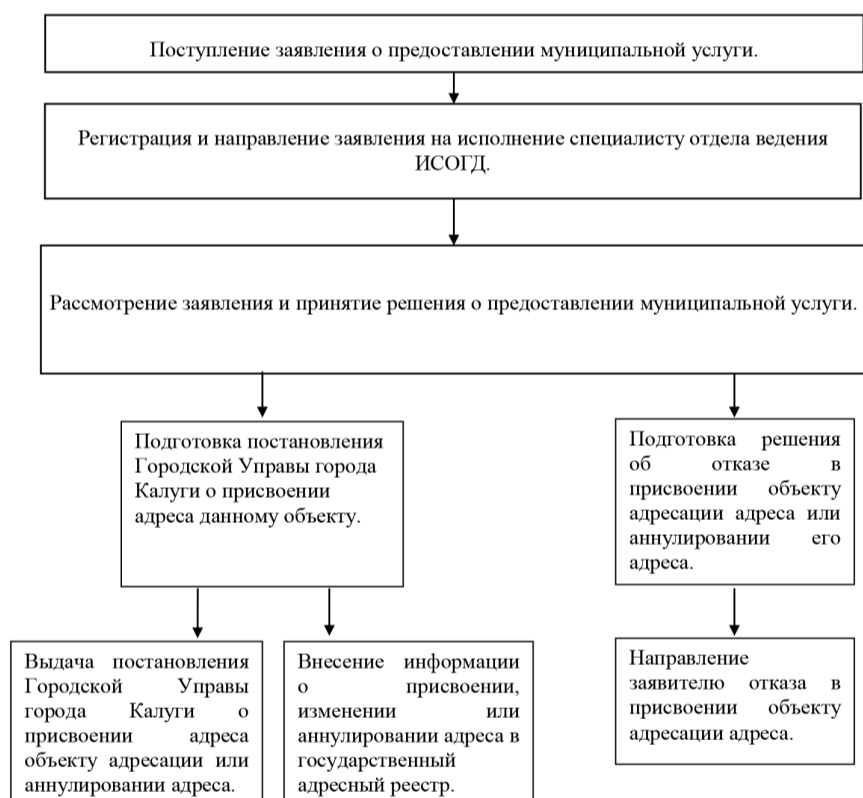 Поступление заявления о предоставлении муниципальной услуги.
Регистрация и направление заявления на исполнение специалисту отдела ведения
ИСОГД.
Рассмотрение заявления и принятие решения о предоставлении муниципальной услуги.
Подготовка постановления
Городской Управы города
Калуги о присвоении
адреса данному объекту.
Подготовка решения
об отказе в
присвоении объекту
адресации адреса или
аннулировании его
адреса.
Выдача постановления
Городской Управы
города Калуги о
присвоении адреса
объекту адресации или
аннулировании адреса.
Внесение информации
о присвоении,
изменении или
аннулировании адреса в
государственный
адресный реестр.
Направление
заявителю отказа в
присвоении объекту
адресации адреса.